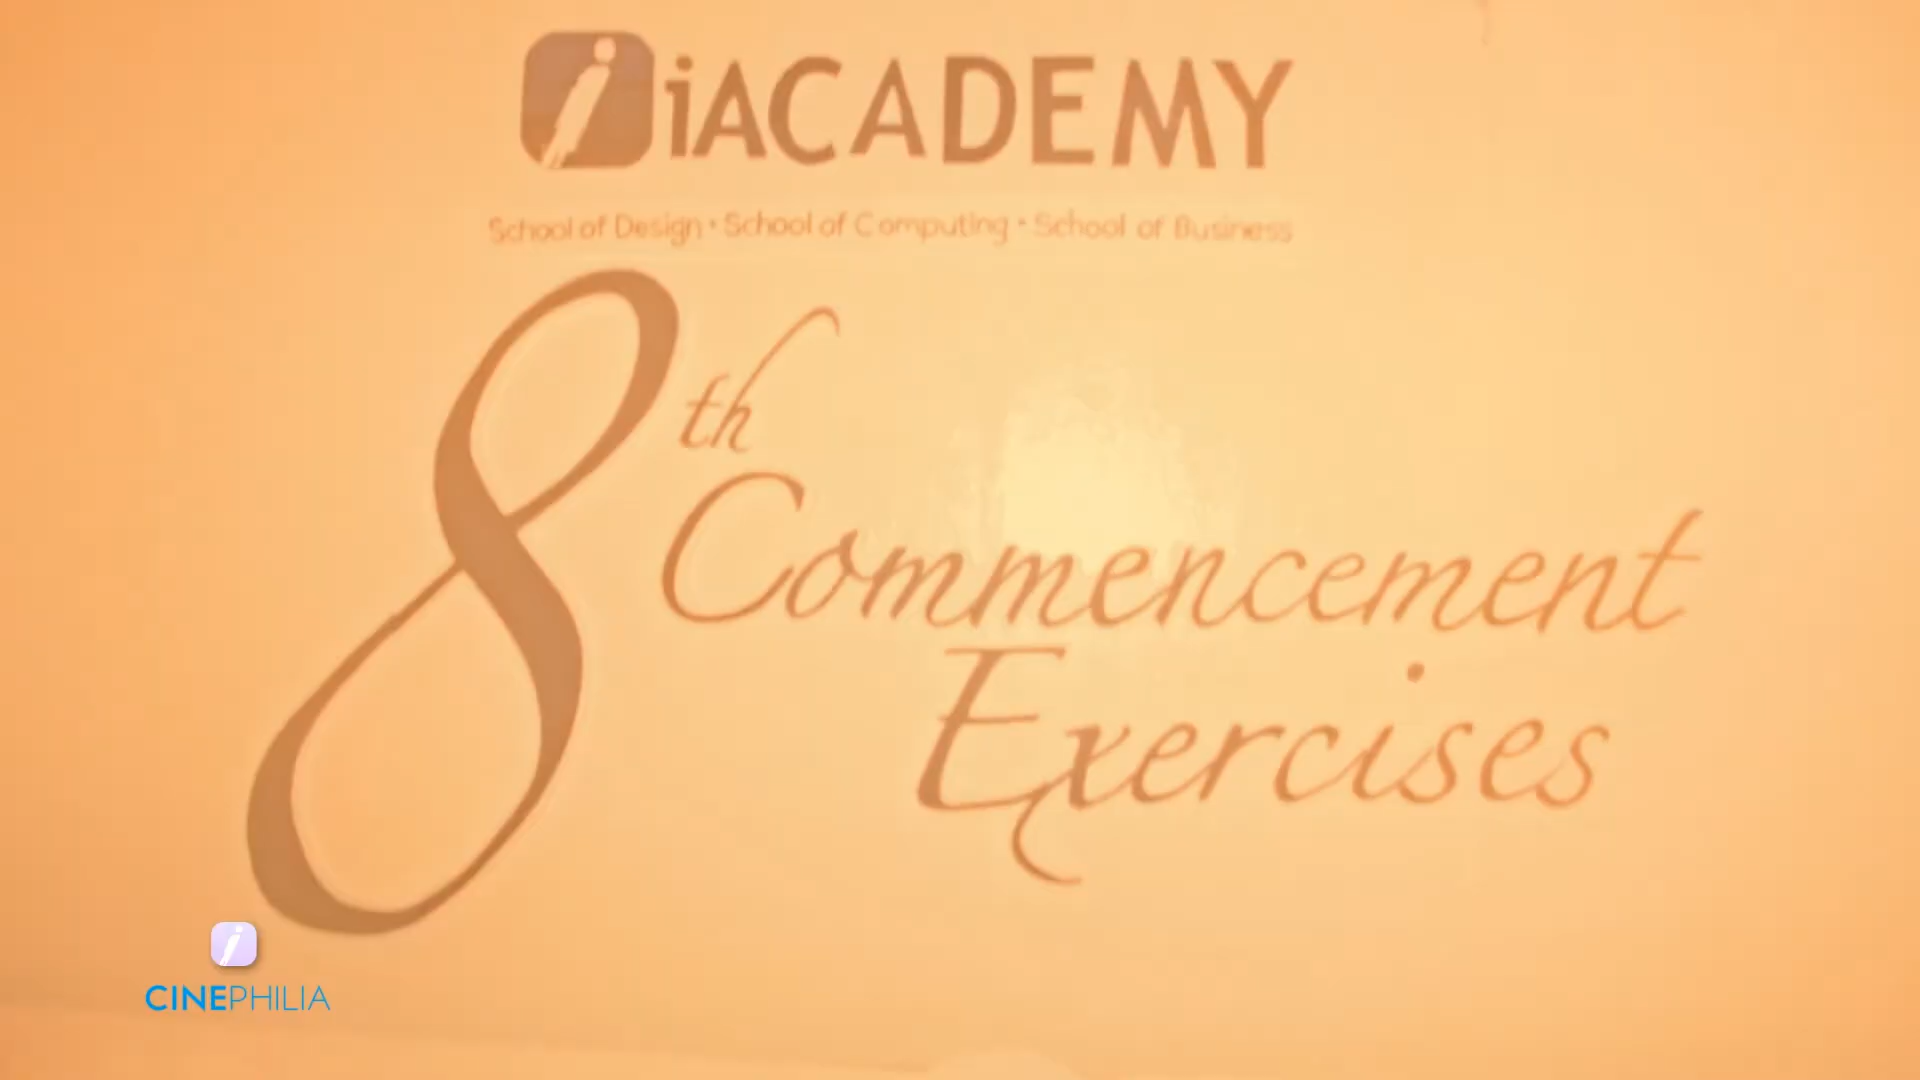 iACADEMY
School of Design • School of Computing • School of Business
8th
Commencement
Exercises
CINEPHILIA